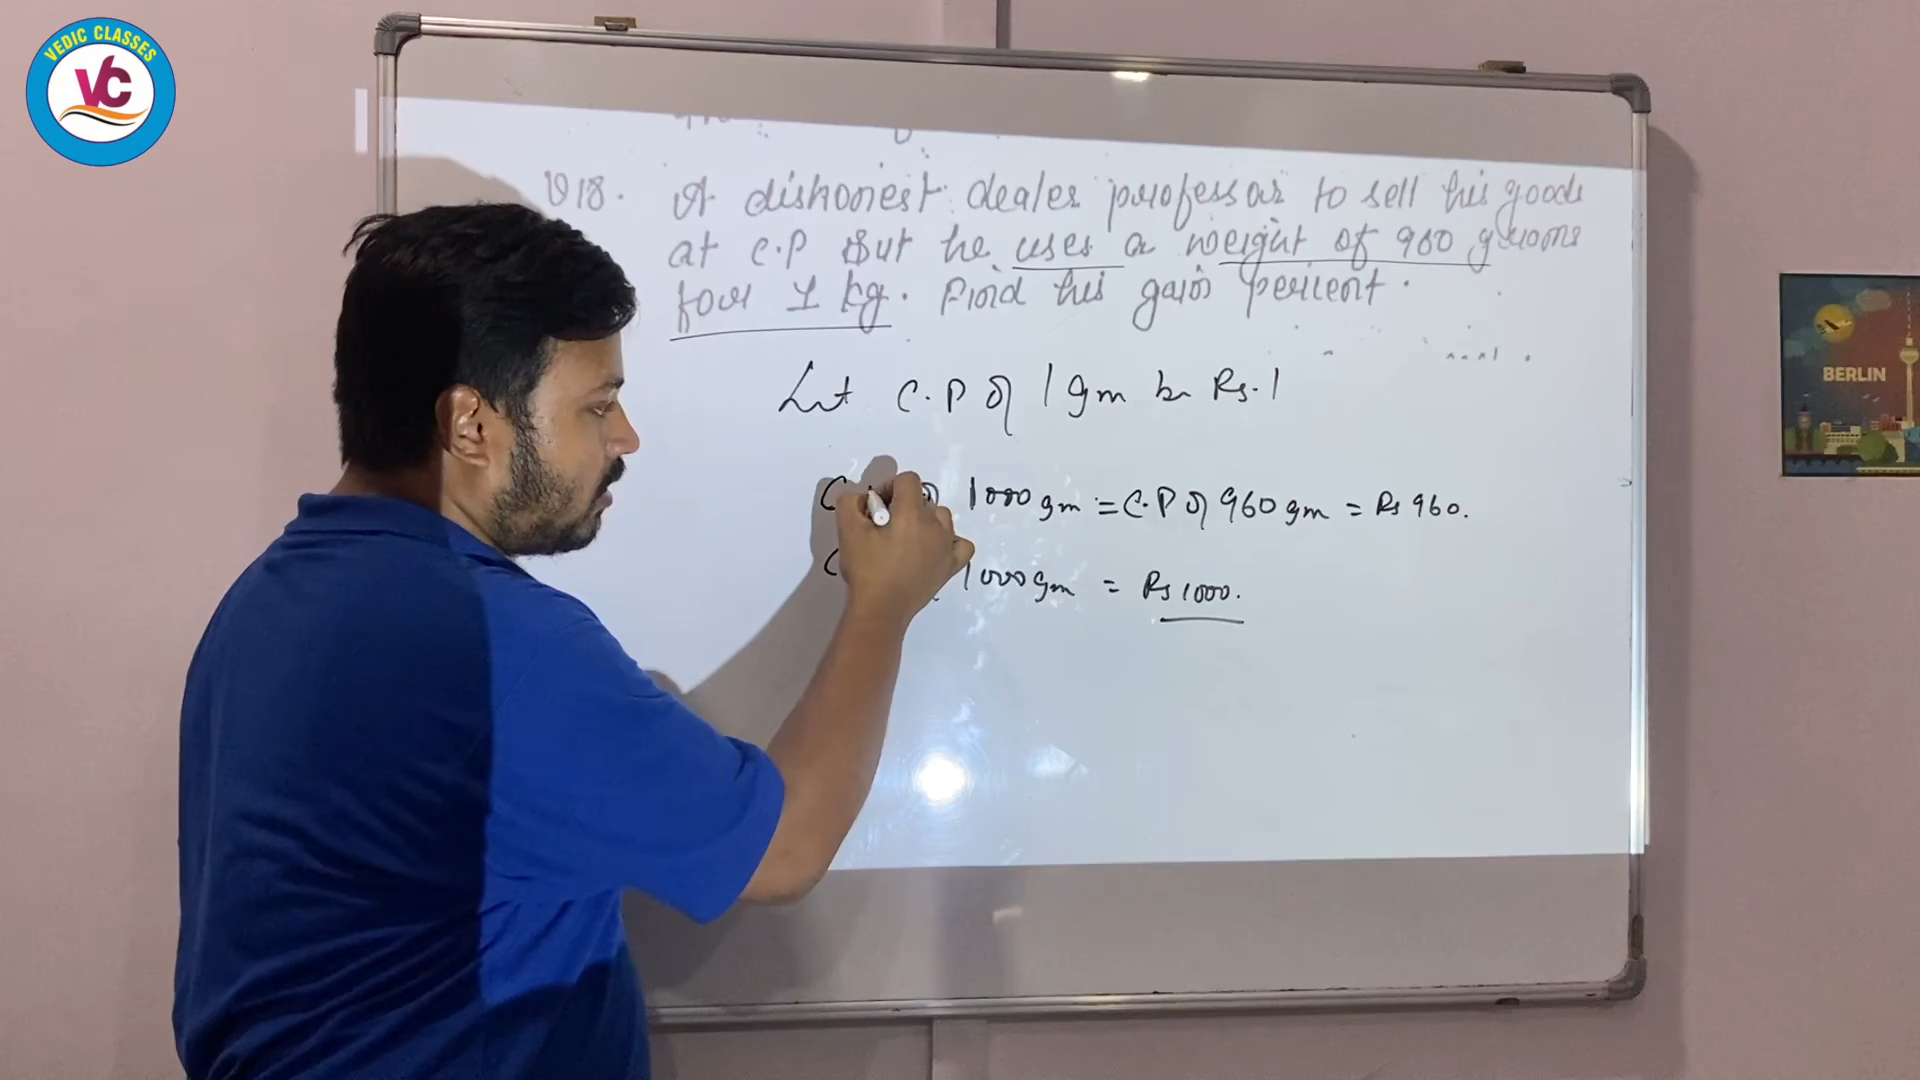 VEDIC CLASSES
VC
Q18. A dishonest dealer professor to sell his goods
at C.P But he uses a weight of 960 grams
for 1 kg. Find his gain percent.
Let C.P of 1 gm be Rs. 1
C 1000 gm = C.P of 960 gm = Rs 960.
C 1000 gm = Rs 1000.
BERLIN